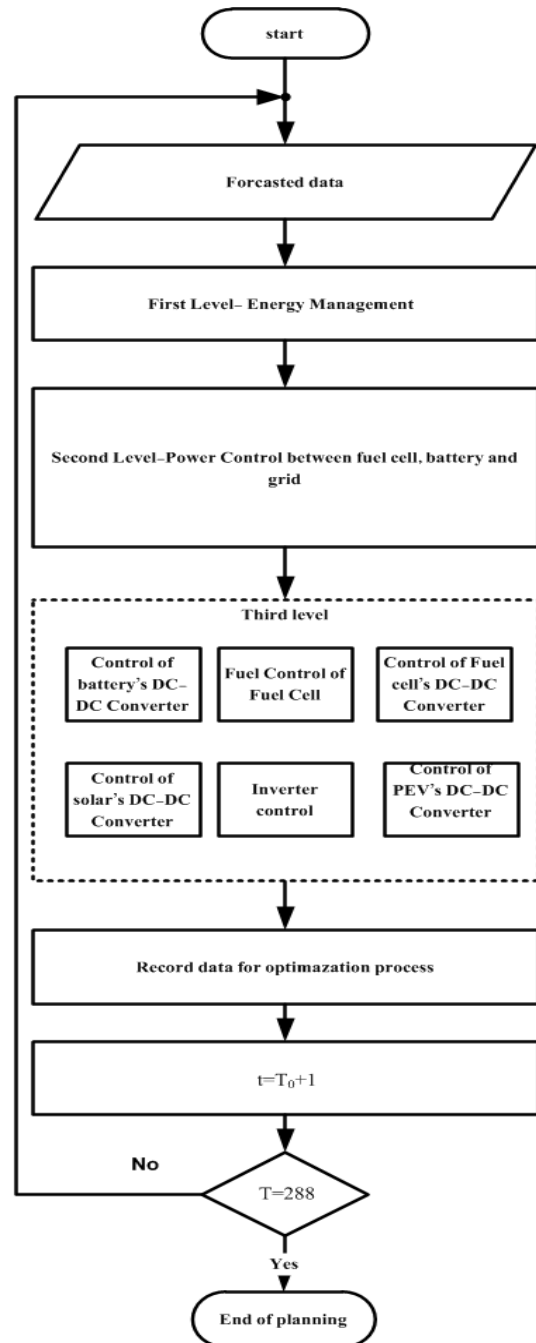 start
Forcasted data
First Level– Energy Management
Second Level–Power Control between fuel cell, battery and
grid
Third level
Control of
battery's DC–
DC Converter
Fuel Control of
Fuel Cell
Control of Fuel
cell's DC–DC
Converter
Control of
solar's DC–DC
Converter
Inverter
control
Control of
PEV's DC–DC
Converter
Record data for optimazation process
t=T₀+1
No
T=288
Yes
End of planning